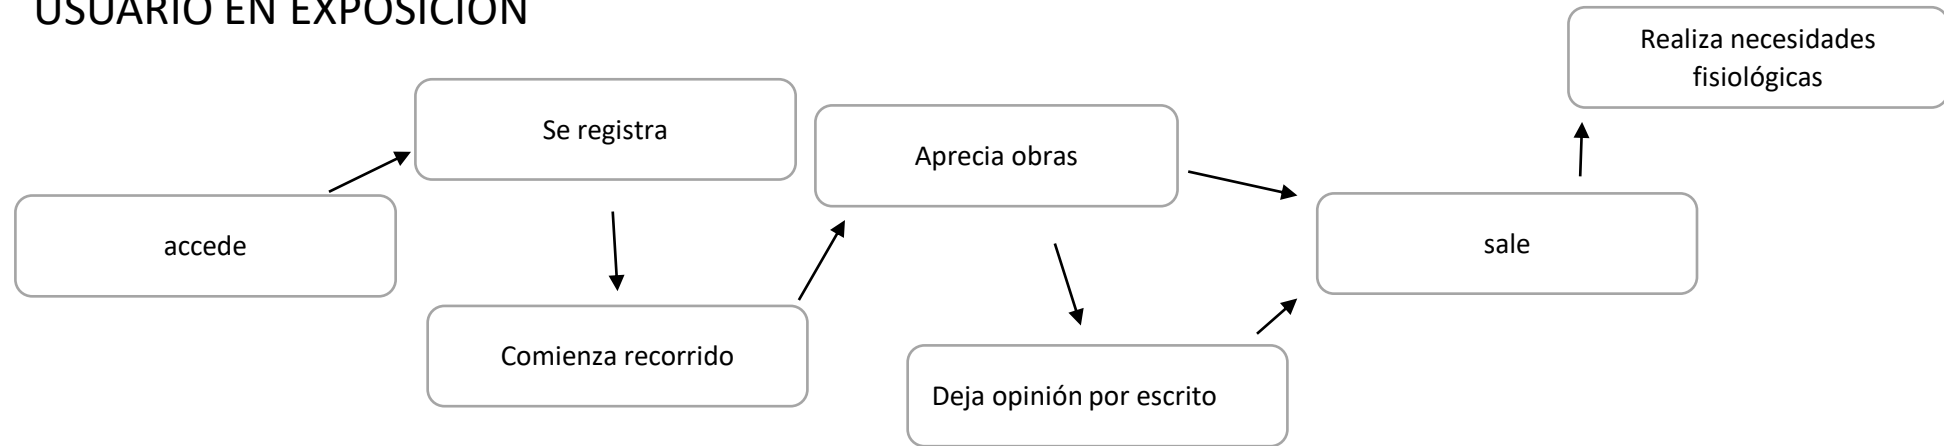 USUARIO EN EXPOSICIÓN
Realiza necesidades
fisiológicas
Se registra
Aprecia obras
accede
sale
Comienza recorrido
Deja opinión por escrito